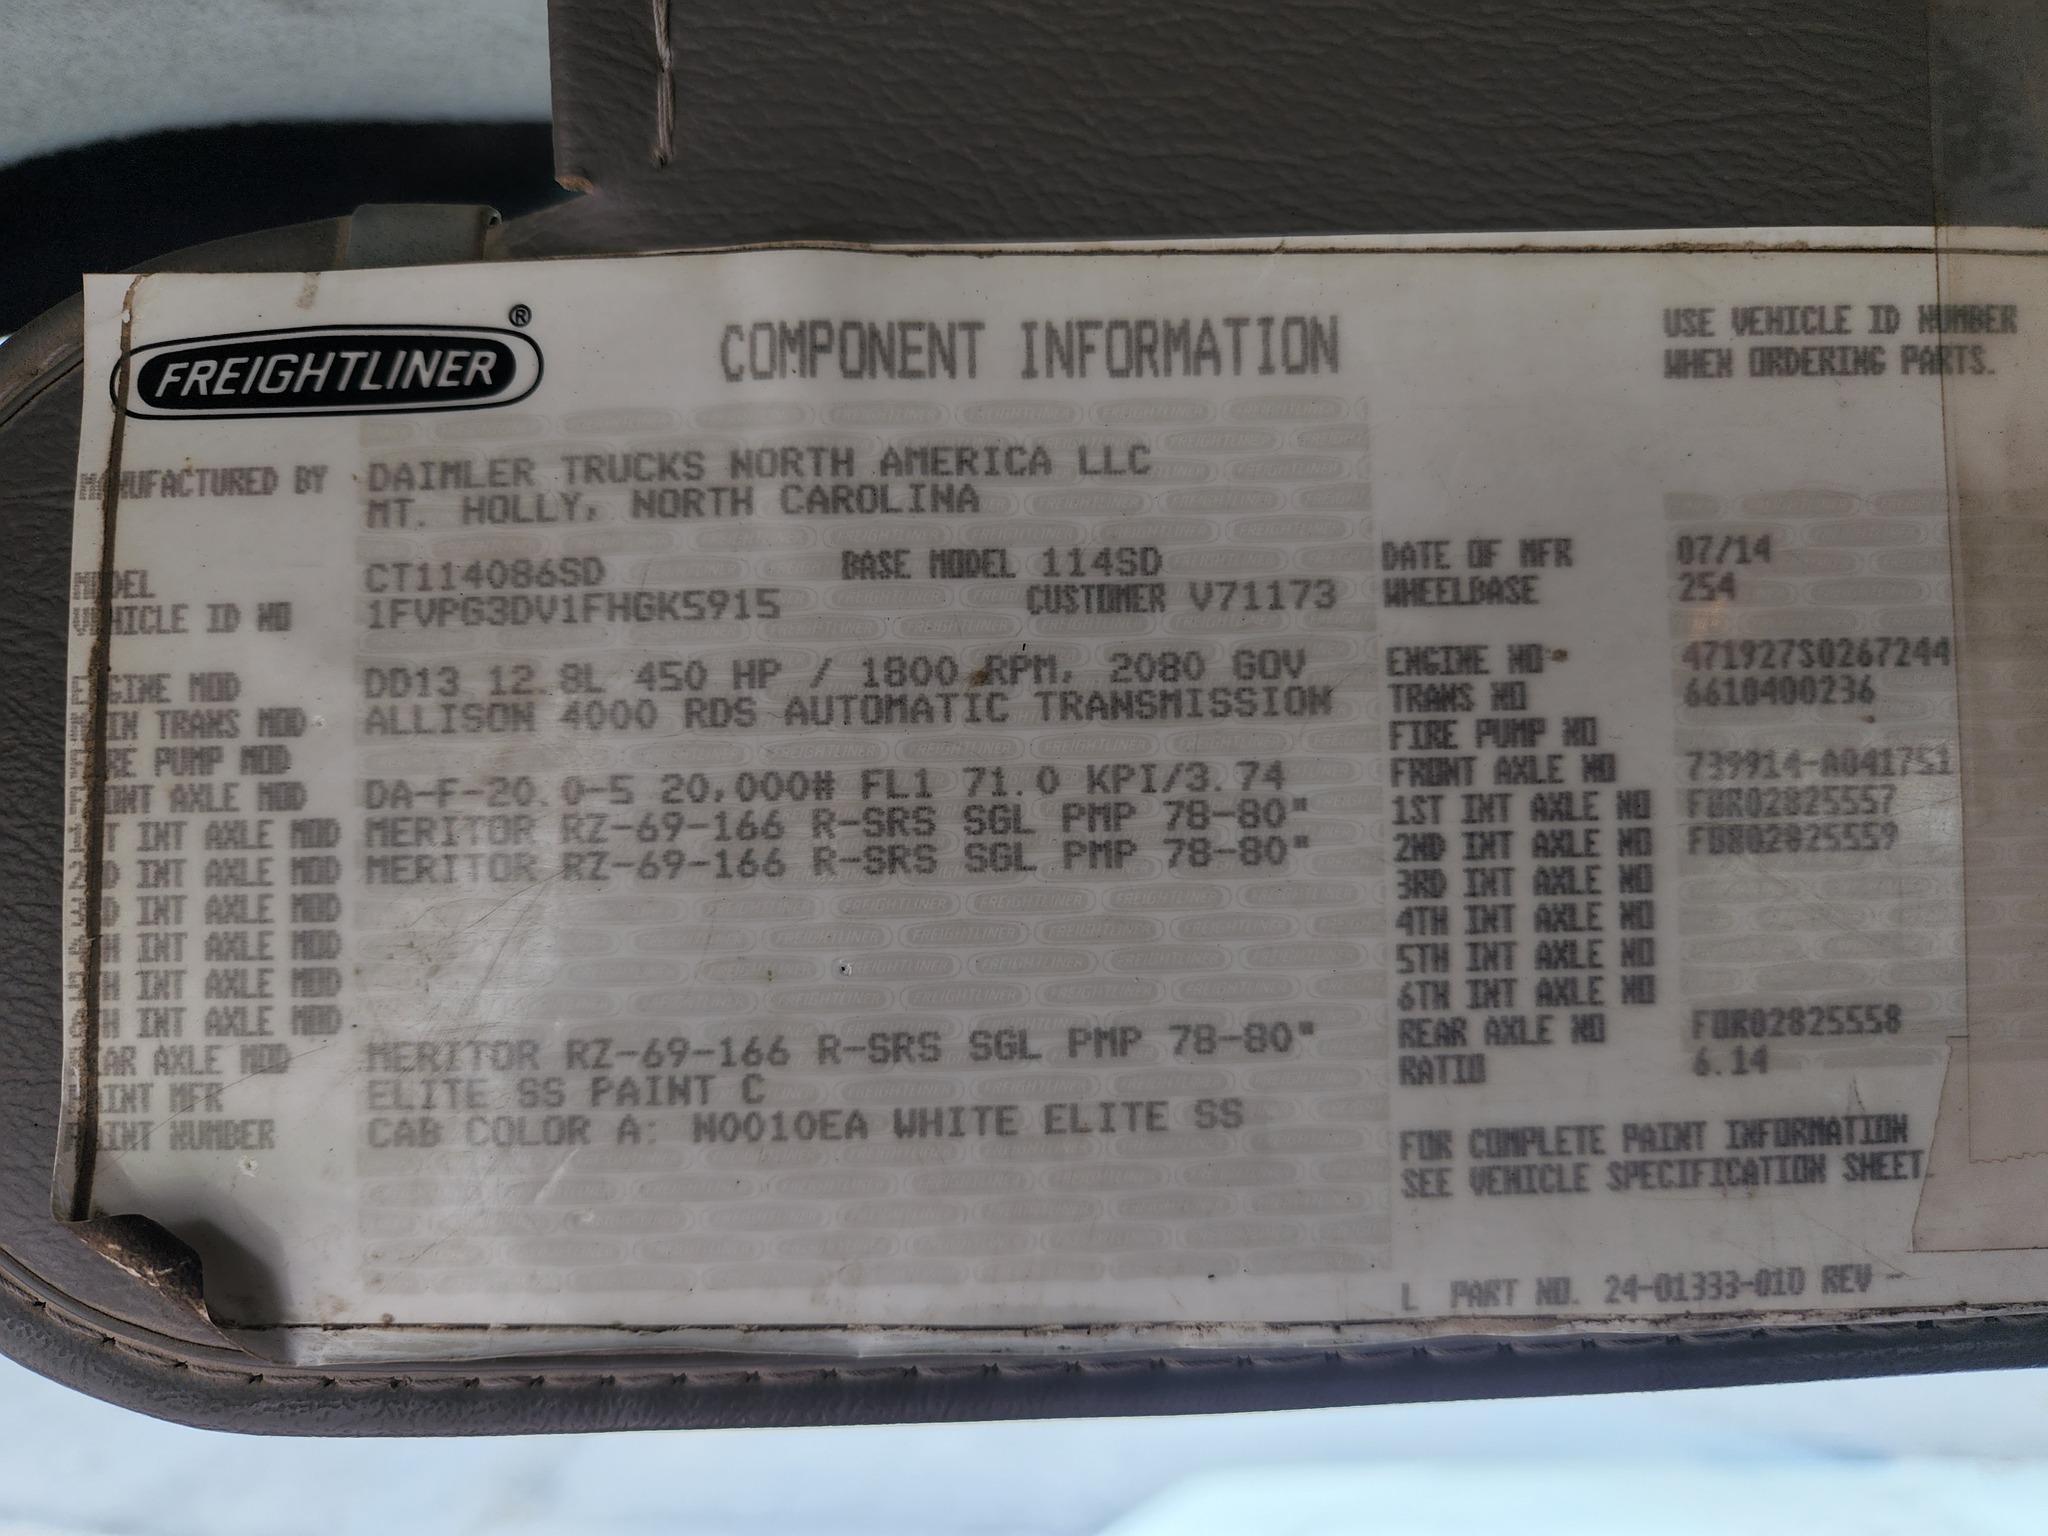 FREIGHTLINER ®
COMPONENT INFORMATION
USE VEHICLE ID NUMBER
WHEN ORDERING PARTS.
MANUFACTURED BY DAIMLER TRUCKS NORTH AMERICA LLC
MT. HOLLY, NORTH CAROLINA
MODEL CT114086SD BASE MODEL 114SD DATE OF MFR 07/14
VEHICLE ID NO 1FVPG3DV1FHGK5915 CUSTOMER V71173 WHEELBASE 254
ENGINE MOD DD13 12.8L 450 HP / 1800 RPM, 2080 GOV ENGINE NO 471927S0267244
MAIN TRANS MOD ALLISON 4000 RDS AUTOMATIC TRANSMISSION TRANS NO 6610400236
FIRE PUMP MOD FIRE PUMP NO
FRONT AXLE MOD DA-F-20.0-5 20,000# FL1 71.0 KPI/3.74 FRONT AXLE NO 739914-A041751
1ST INT AXLE MOD MERITOR RZ-69-166 R-SRS SGL PMP 78-80" 1ST INT AXLE NO F0R02825557
2ND INT AXLE MOD MERITOR RZ-69-166 R-SRS SGL PMP 78-80" 2ND INT AXLE NO F0R02825559
3RD INT AXLE MOD 3RD INT AXLE NO
4TH INT AXLE MOD 4TH INT AXLE NO
5TH INT AXLE MOD 5TH INT AXLE NO
6TH INT AXLE MOD 6TH INT AXLE NO
REAR AXLE MOD MERITOR RZ-69-166 R-SRS SGL PMP 78-80" REAR AXLE NO F0R02825558
PAINT MFR ELITE SS PAINT C RATIO 6.14
PAINT NUMBER CAB COLOR A: N0010EA WHITE ELITE SS
FOR COMPLETE PAINT INFORMATION
SEE VEHICLE SPECIFICATION SHEET.
L PART NO. 24-01333-01D REV -